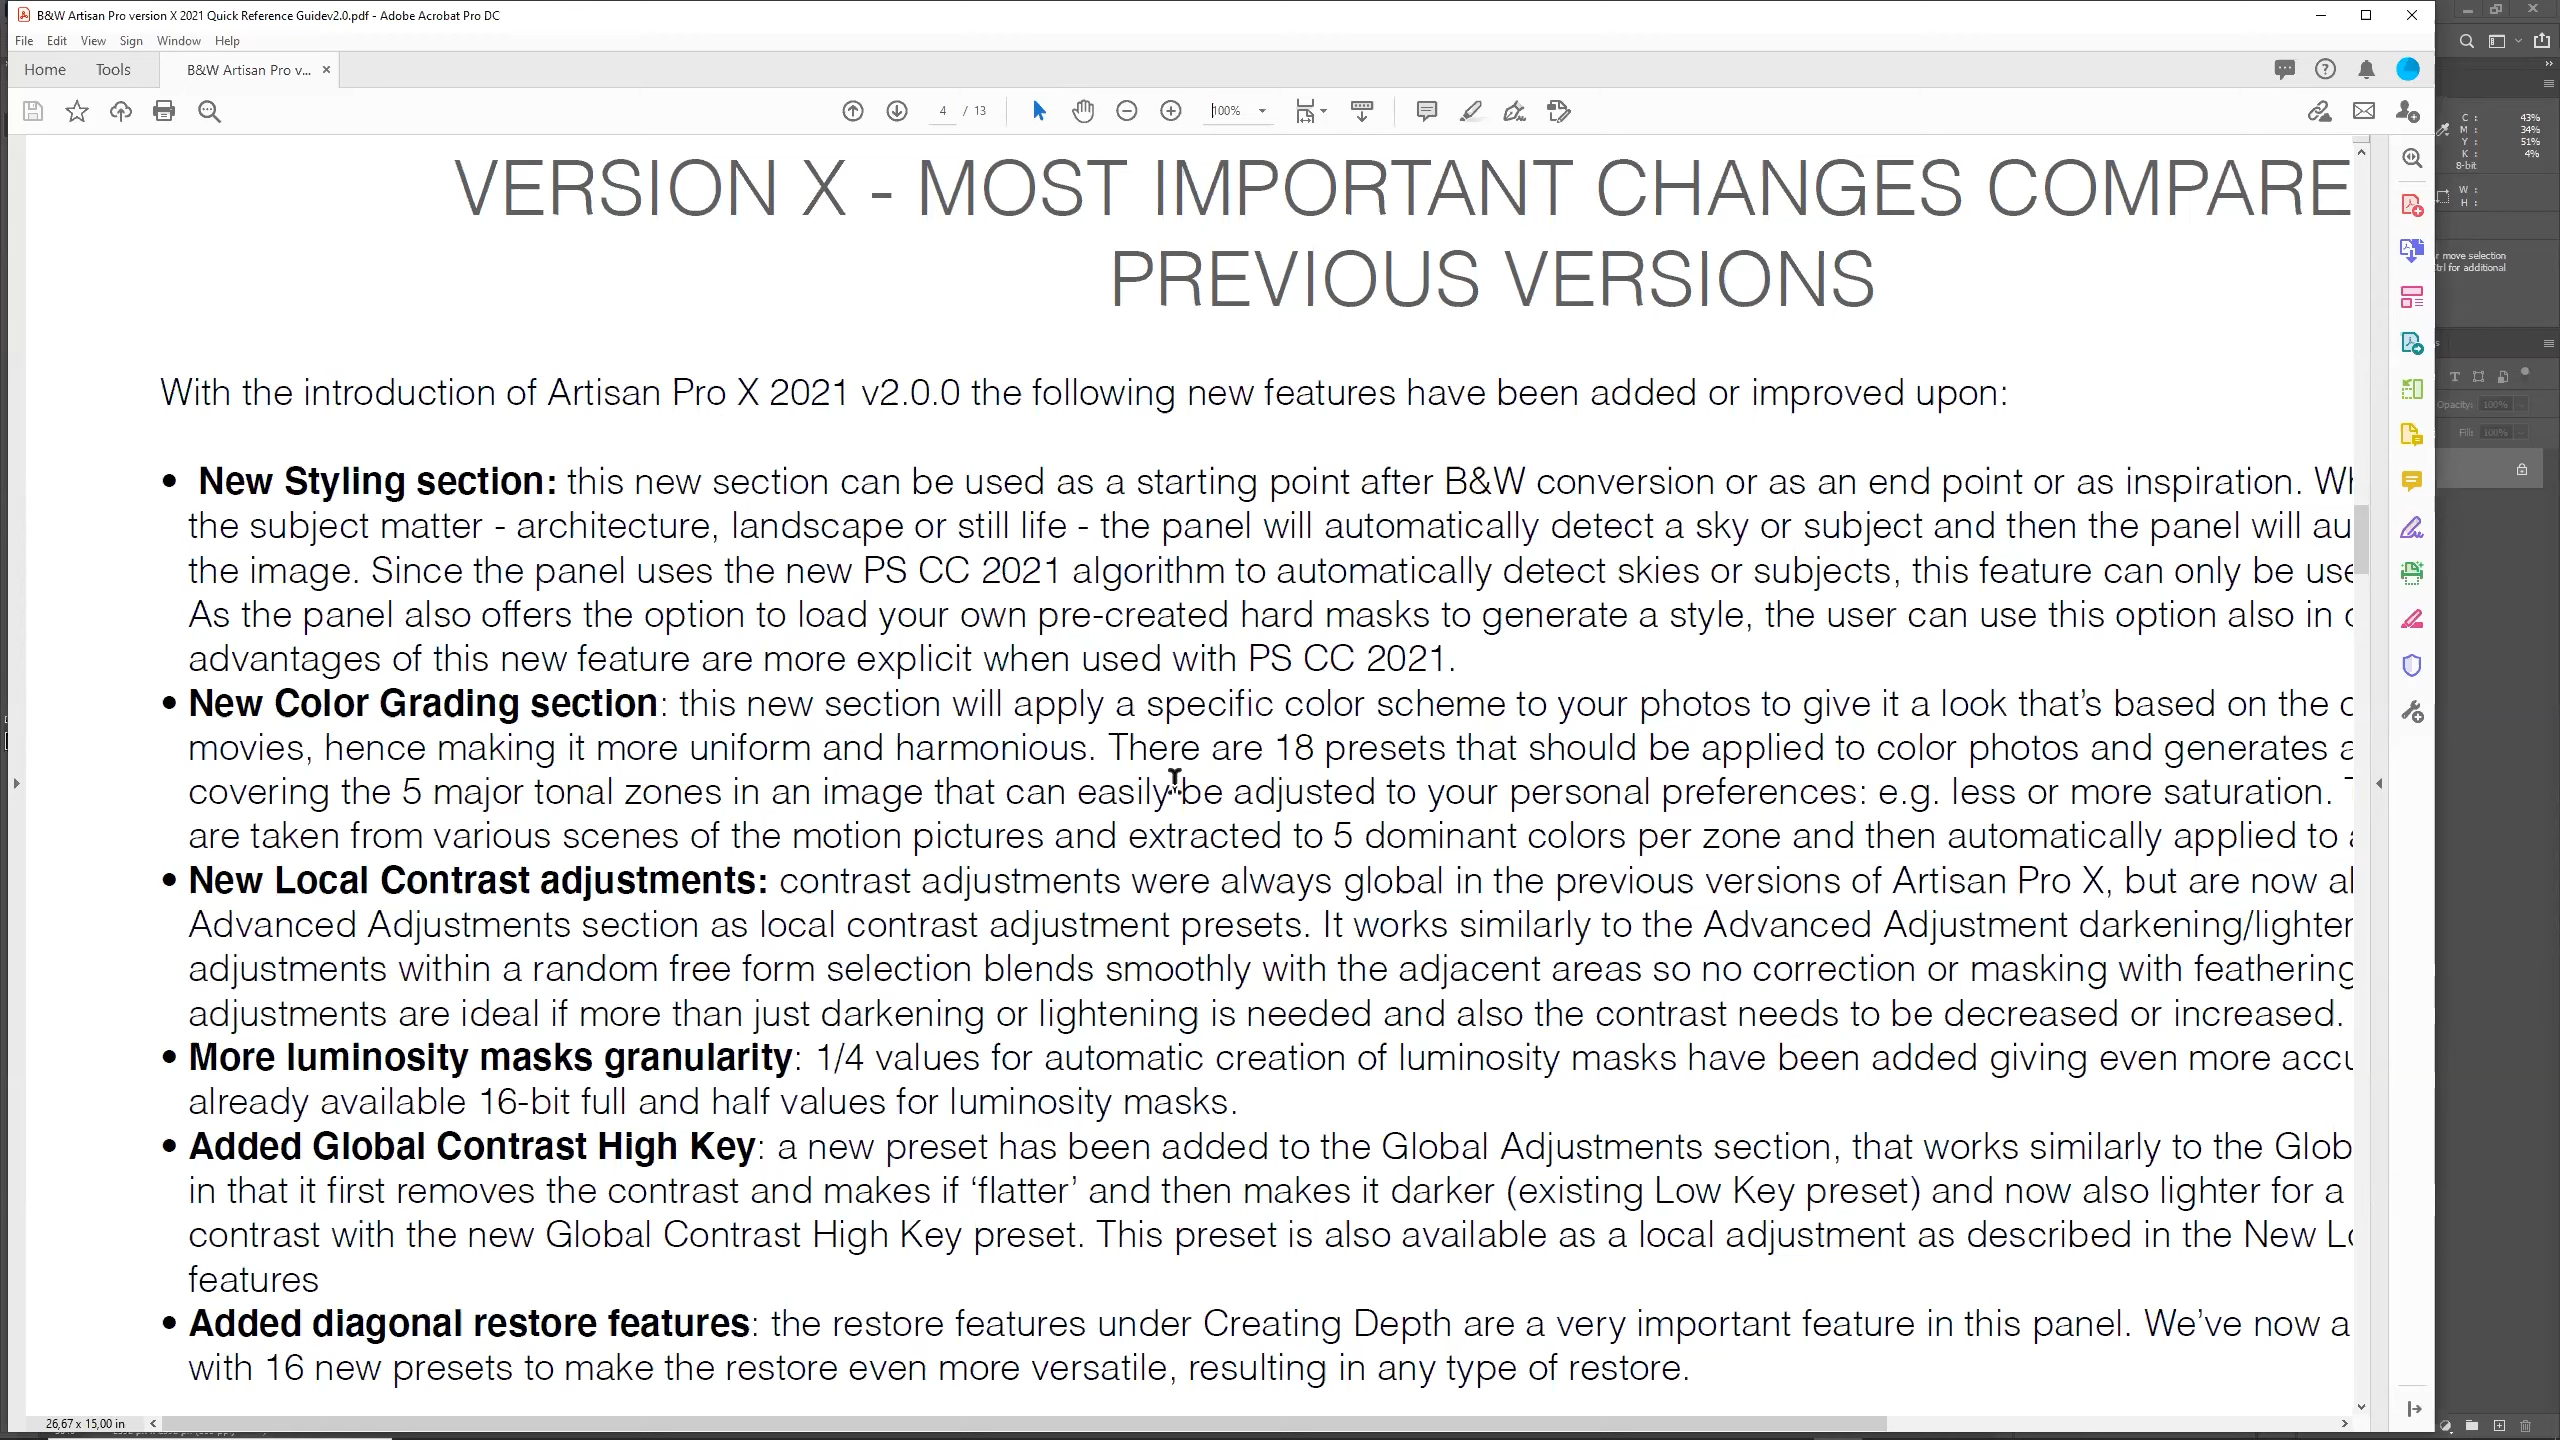 B&W Artisan Pro version X 2021 Quick Reference Guidev2.0.pdf - Adobe Acrobat Pro DC
File Edit View Sign Window Help
Home Tools B&W Artisan Pro v...
4 / 13 100%
C: 43%
M: 34%
Y: 51%
K: 4%
8-bit
W:
H:
move selection
trl for additional
Opacity: 100%
Fill: 100%
VERSION X - MOST IMPORTANT CHANGES COMPARE
PREVIOUS VERSIONS
With the introduction of Artisan Pro X 2021 v2.0.0 the following new features have been added or improved upon:
• New Styling section: this new section can be used as a starting point after B&W conversion or as an end point or as inspiration. Wh
the subject matter - architecture, landscape or still life - the panel will automatically detect a sky or subject and then the panel will au
the image. Since the panel uses the new PS CC 2021 algorithm to automatically detect skies or subjects, this feature can only be use
As the panel also offers the option to load your own pre-created hard masks to generate a style, the user can use this option also in
advantages of this new feature are more explicit when used with PS CC 2021.
• New Color Grading section: this new section will apply a specific color scheme to your photos to give it a look that's based on the
movies, hence making it more uniform and harmonious. There are 18 presets that should be applied to color photos and generates a
covering the 5 major tonal zones in an image that can easily be adjusted to your personal preferences: e.g. less or more saturation.
are taken from various scenes of the motion pictures and extracted to 5 dominant colors per zone and then automatically applied to
• New Local Contrast adjustments: contrast adjustments were always global in the previous versions of Artisan Pro X, but are now al
Advanced Adjustments section as local contrast adjustment presets. It works similarly to the Advanced Adjustment darkening/lighten
adjustments within a random free form selection blends smoothly with the adjacent areas so no correction or masking with feathering
adjustments are ideal if more than just darkening or lightening is needed and also the contrast needs to be decreased or increased.
• More luminosity masks granularity: 1/4 values for automatic creation of luminosity masks have been added giving even more accu
already available 16-bit full and half values for luminosity masks.
• Added Global Contrast High Key: a new preset has been added to the Global Adjustments section, that works similarly to the Glob
in that it first removes the contrast and makes if ‘flatter’ and then makes it darker (existing Low Key preset) and now also lighter for a
contrast with the new Global Contrast High Key preset. This preset is also available as a local adjustment as described in the New Lo
features
• Added diagonal restore features: the restore features under Creating Depth are a very important feature in this panel. We’ve now a
with 16 new presets to make the restore even more versatile, resulting in any type of restore.
26,67 x 15,00 in